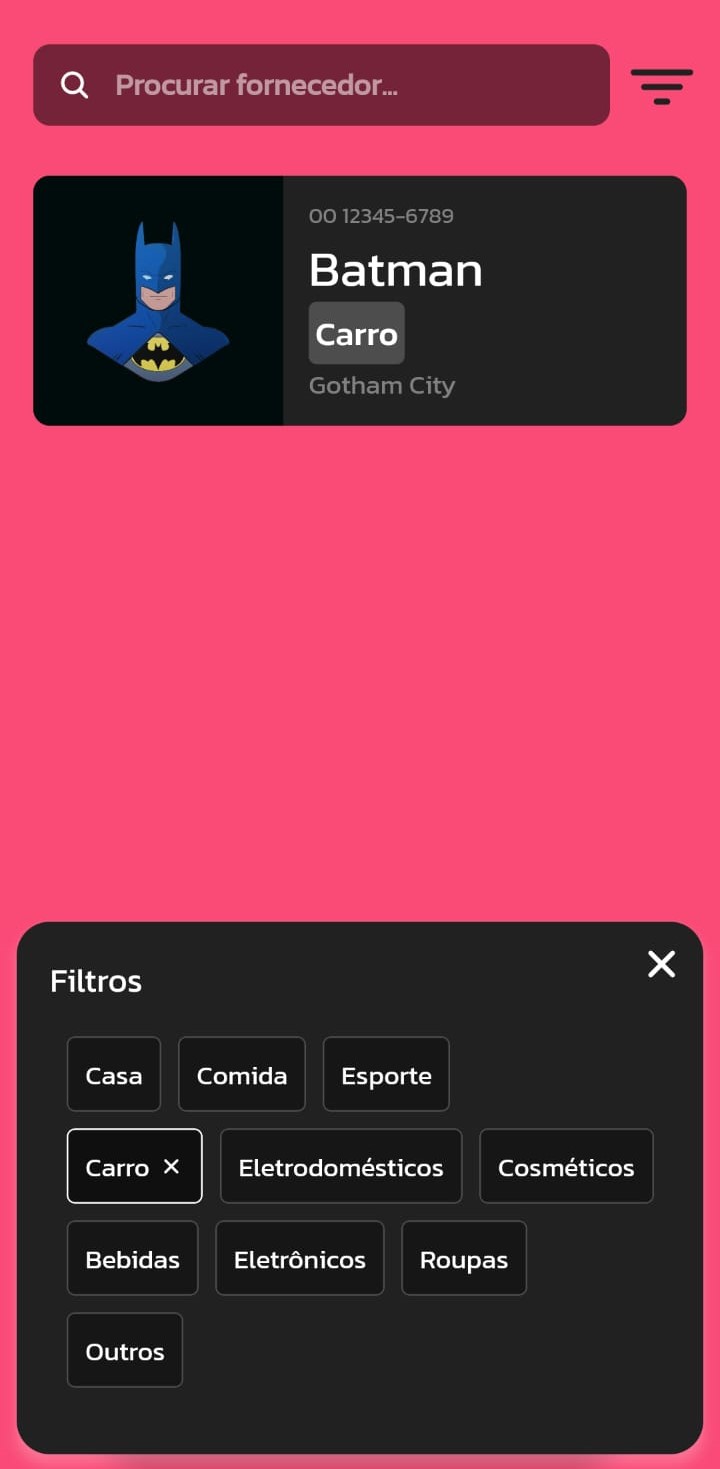 Procurar fornecedor...
00 12345-6789
Batman
Carro
Gotham City
Filtros
Casa Comida Esporte
Carro Eletrodomésticos Cosméticos
Bebidas Eletrônicos Roupas
Outros